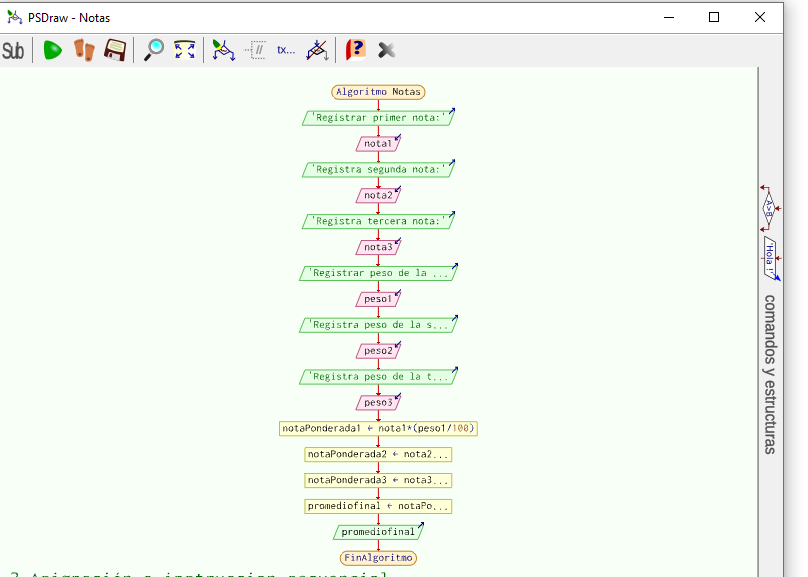 PSDraw - Notas
Sub
//
tx...
?
Algoritmo Notas
'Registrar primer nota:'
nota1
'Registra segunda nota:'
nota2
'Registra tercera nota:'
nota3
'Registrar peso de la ...
peso1
'Registra peso de la s...
peso2
'Registra peso de la t...
peso3
notaPonderada1 ← nota1*(peso1/100)
notaPonderada2 ← nota2...
notaPonderada3 ← nota3...
promediofinal ← notaPo...
promediofinal
FinAlgoritmo
A>B
'Hola !'
comandos y estructuras